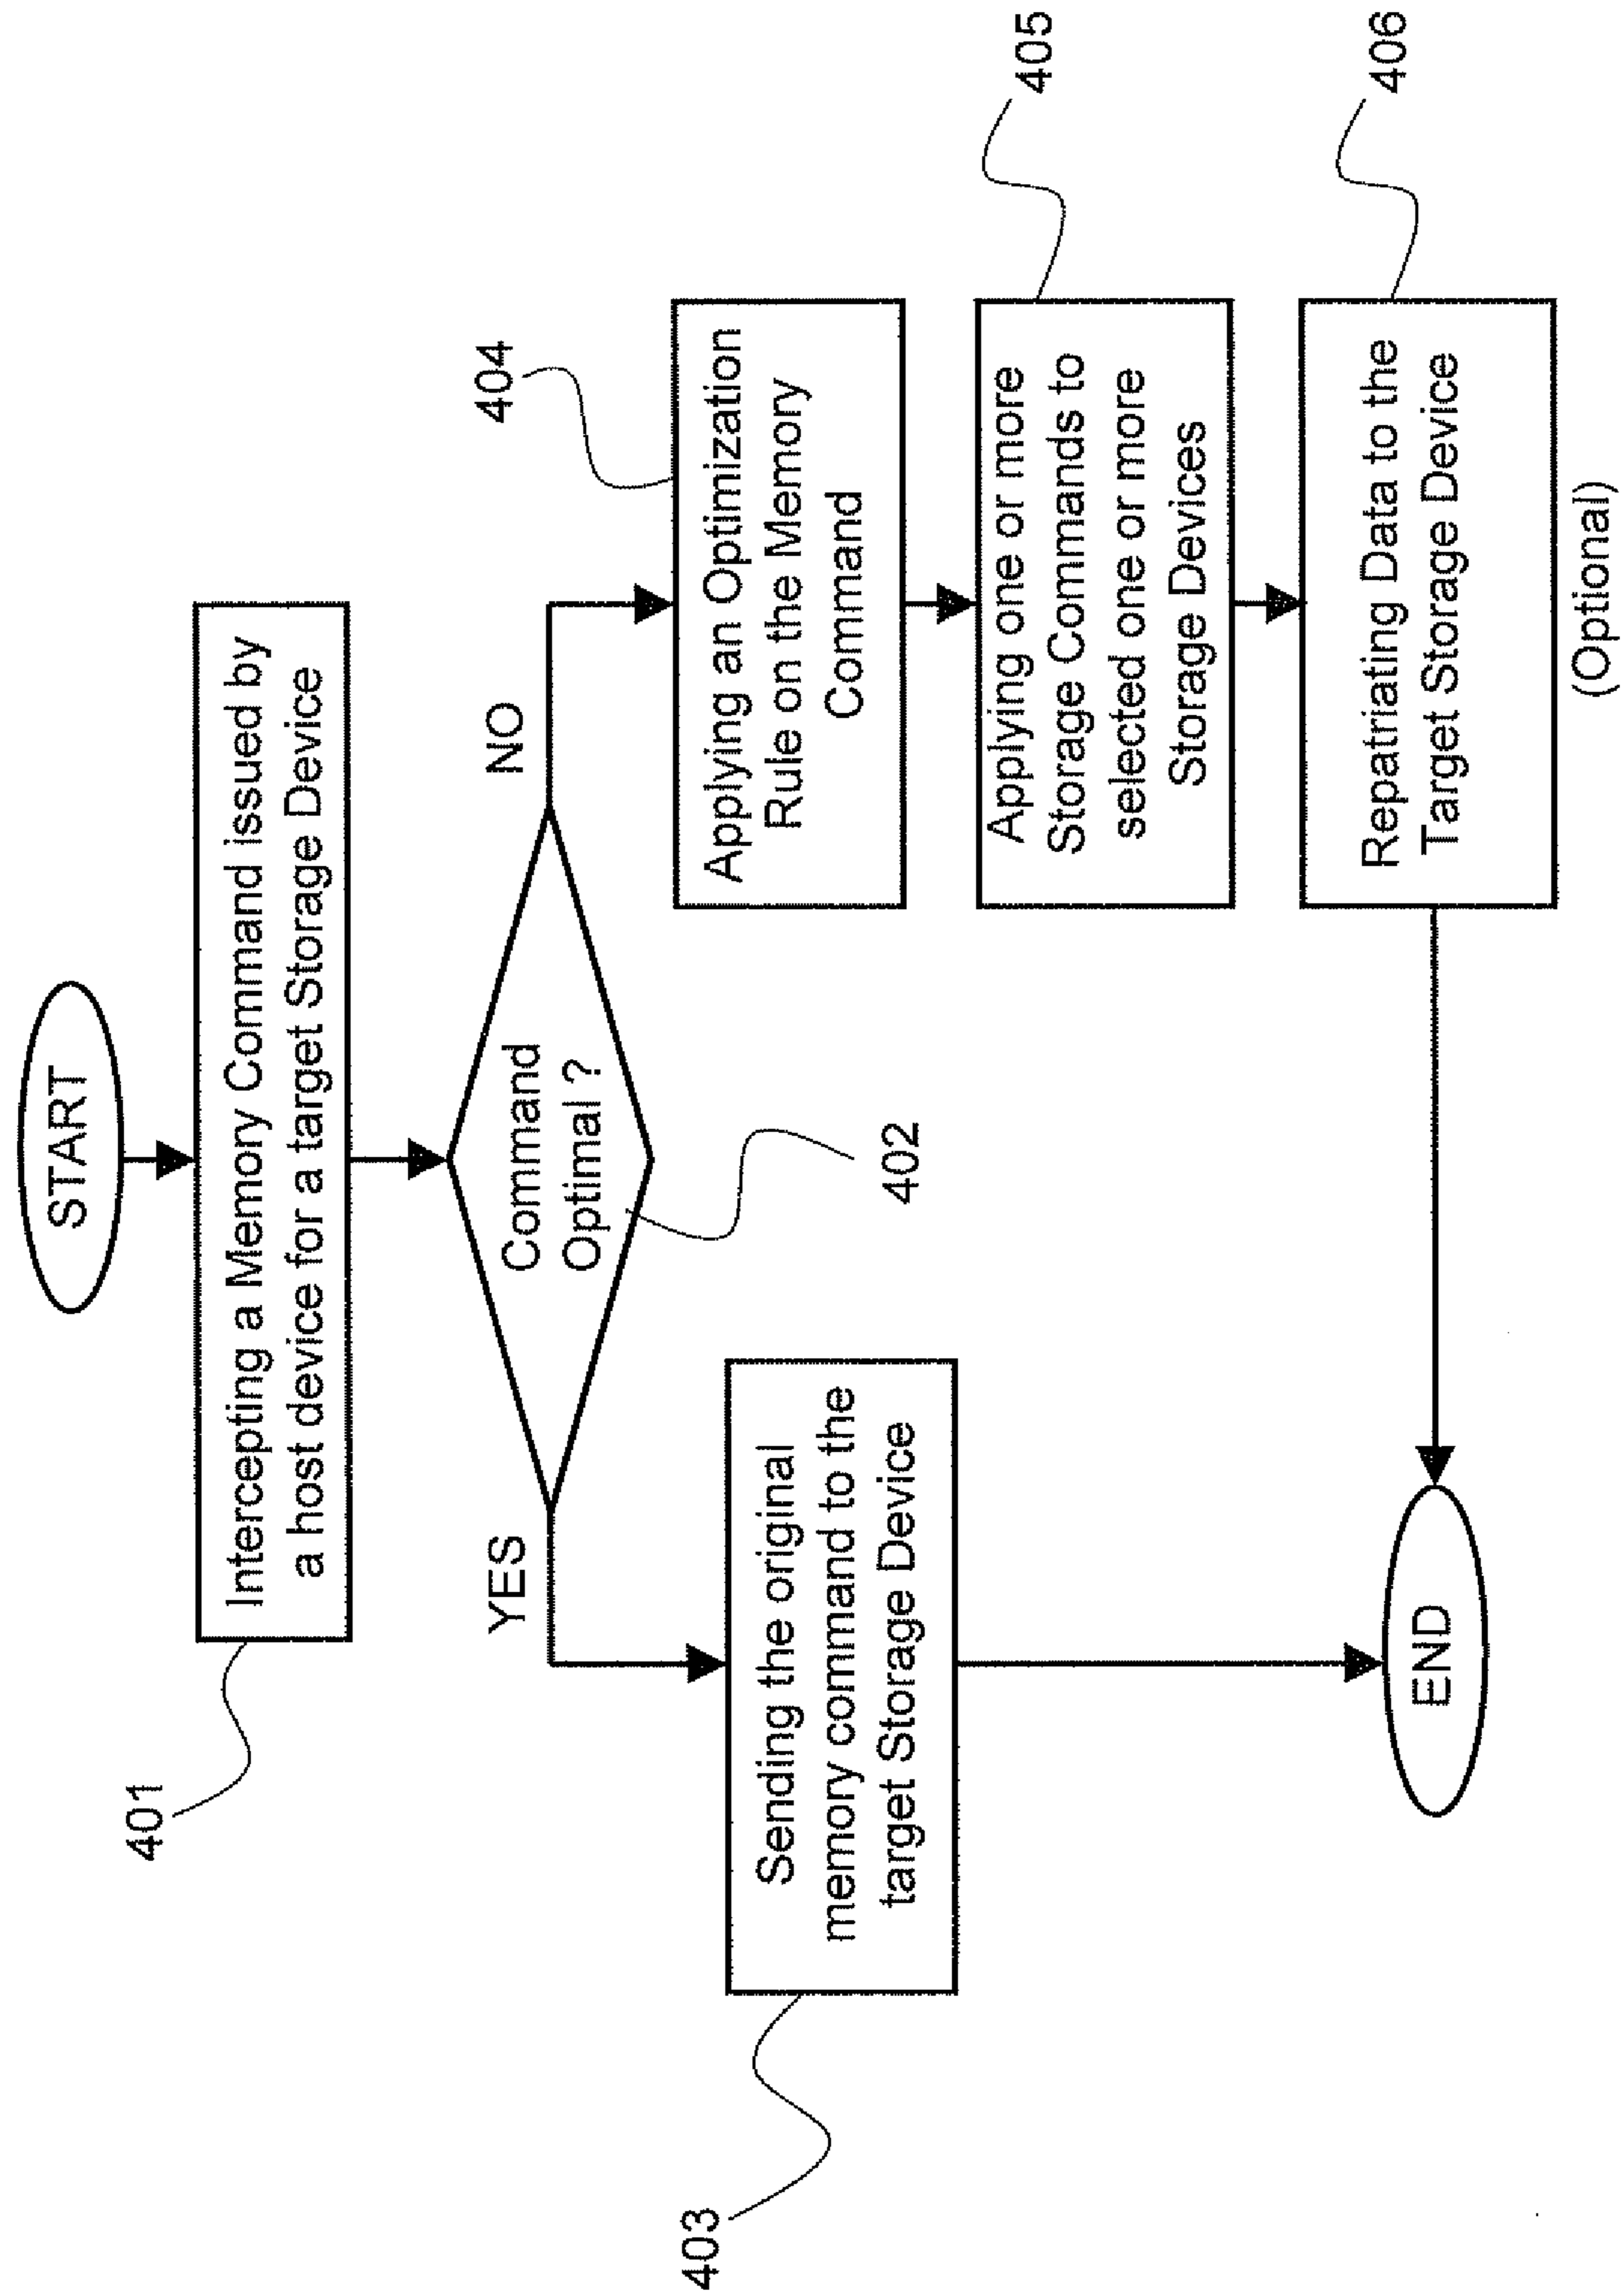 START
401
Intercepting a Memory Command issued by
a host device for a target Storage Device
Command
Optimal ?
402
YES
NO
403
Sending the original
memory command to the
target Storage Device
404
Applying an Optimization
Rule on the Memory
Command
405
Applying one or more
Storage Commands to
selected one or more
Storage Devices
406
Repatriating Data to the
Target Storage Device
(Optional)
END